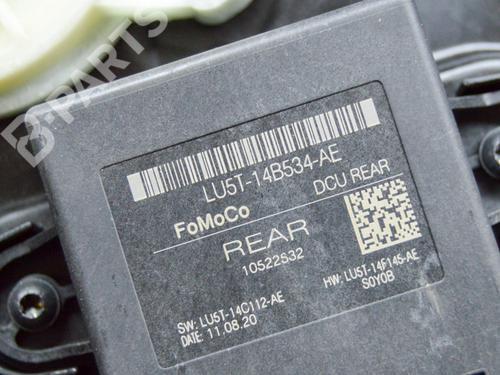 B-PARTS
LU5T-14B534-AE
FoMoCo DCU REAR
REAR
10522S32
SW: LU5T-14C112-AE HW: LU5T-14F145-AE
DATE: 11.08.20 S0Y0B